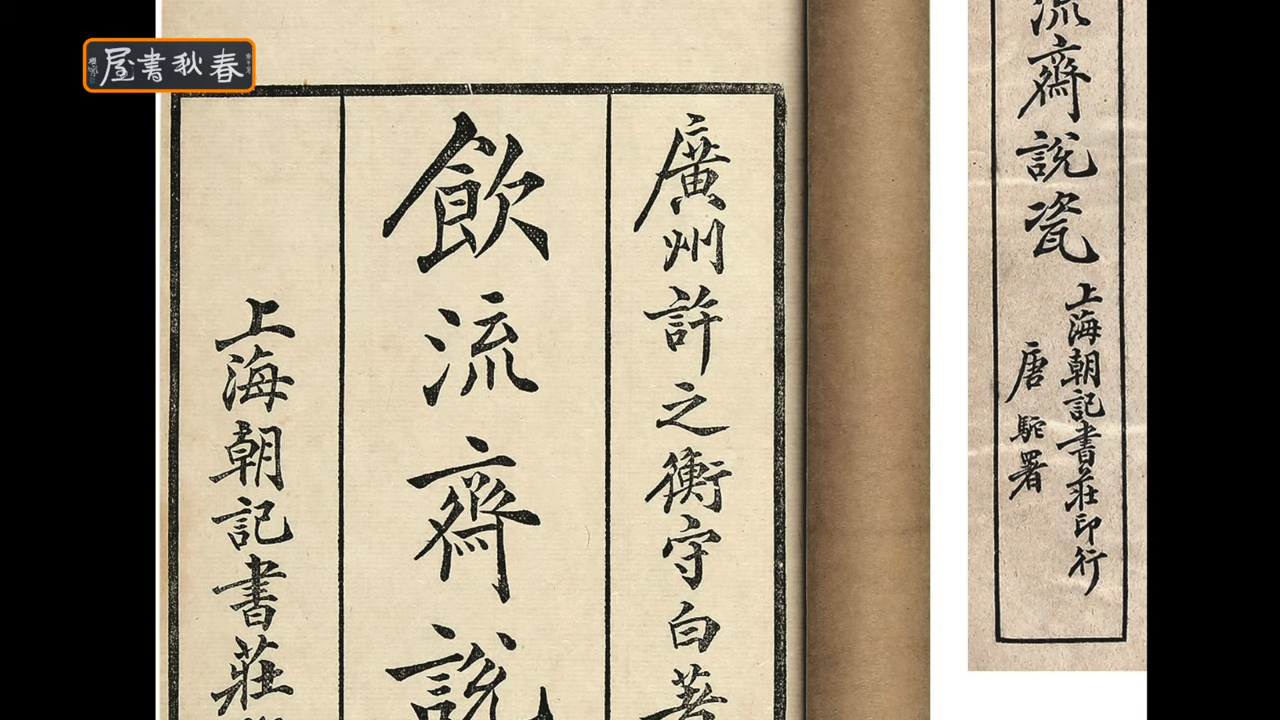 春秋書屋
廣州許之衡守白著
飲流齋說
上海朝記書莊
流齋說瓷
上海朝記書莊印行
唐駝署